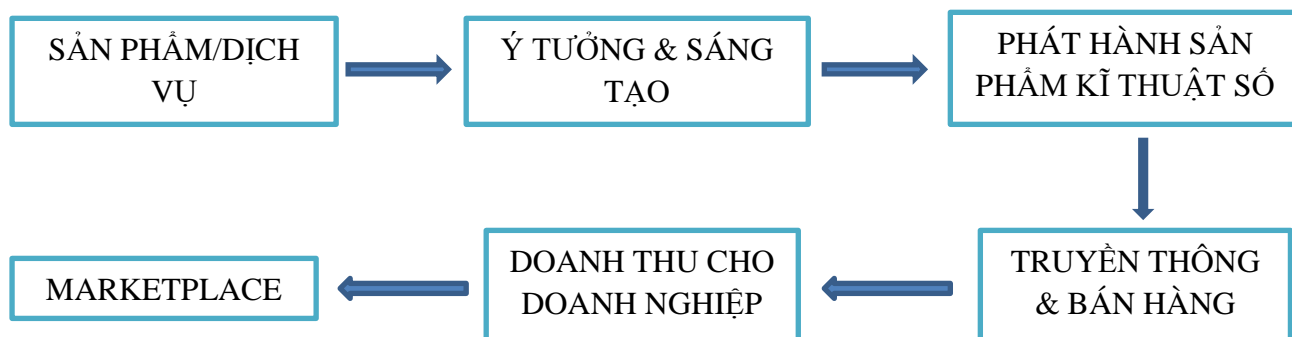 SẢN PHẨM/DỊCH
VỤ
Ý TƯỞNG & SÁNG
TẠO
PHÁT HÀNH SẢN
PHẨM KĨ THUẬT SỐ
TRUYỀN THÔNG
& BÁN HÀNG
DOANH THU CHO
DOANH NGHIỆP
MARKETPLACE